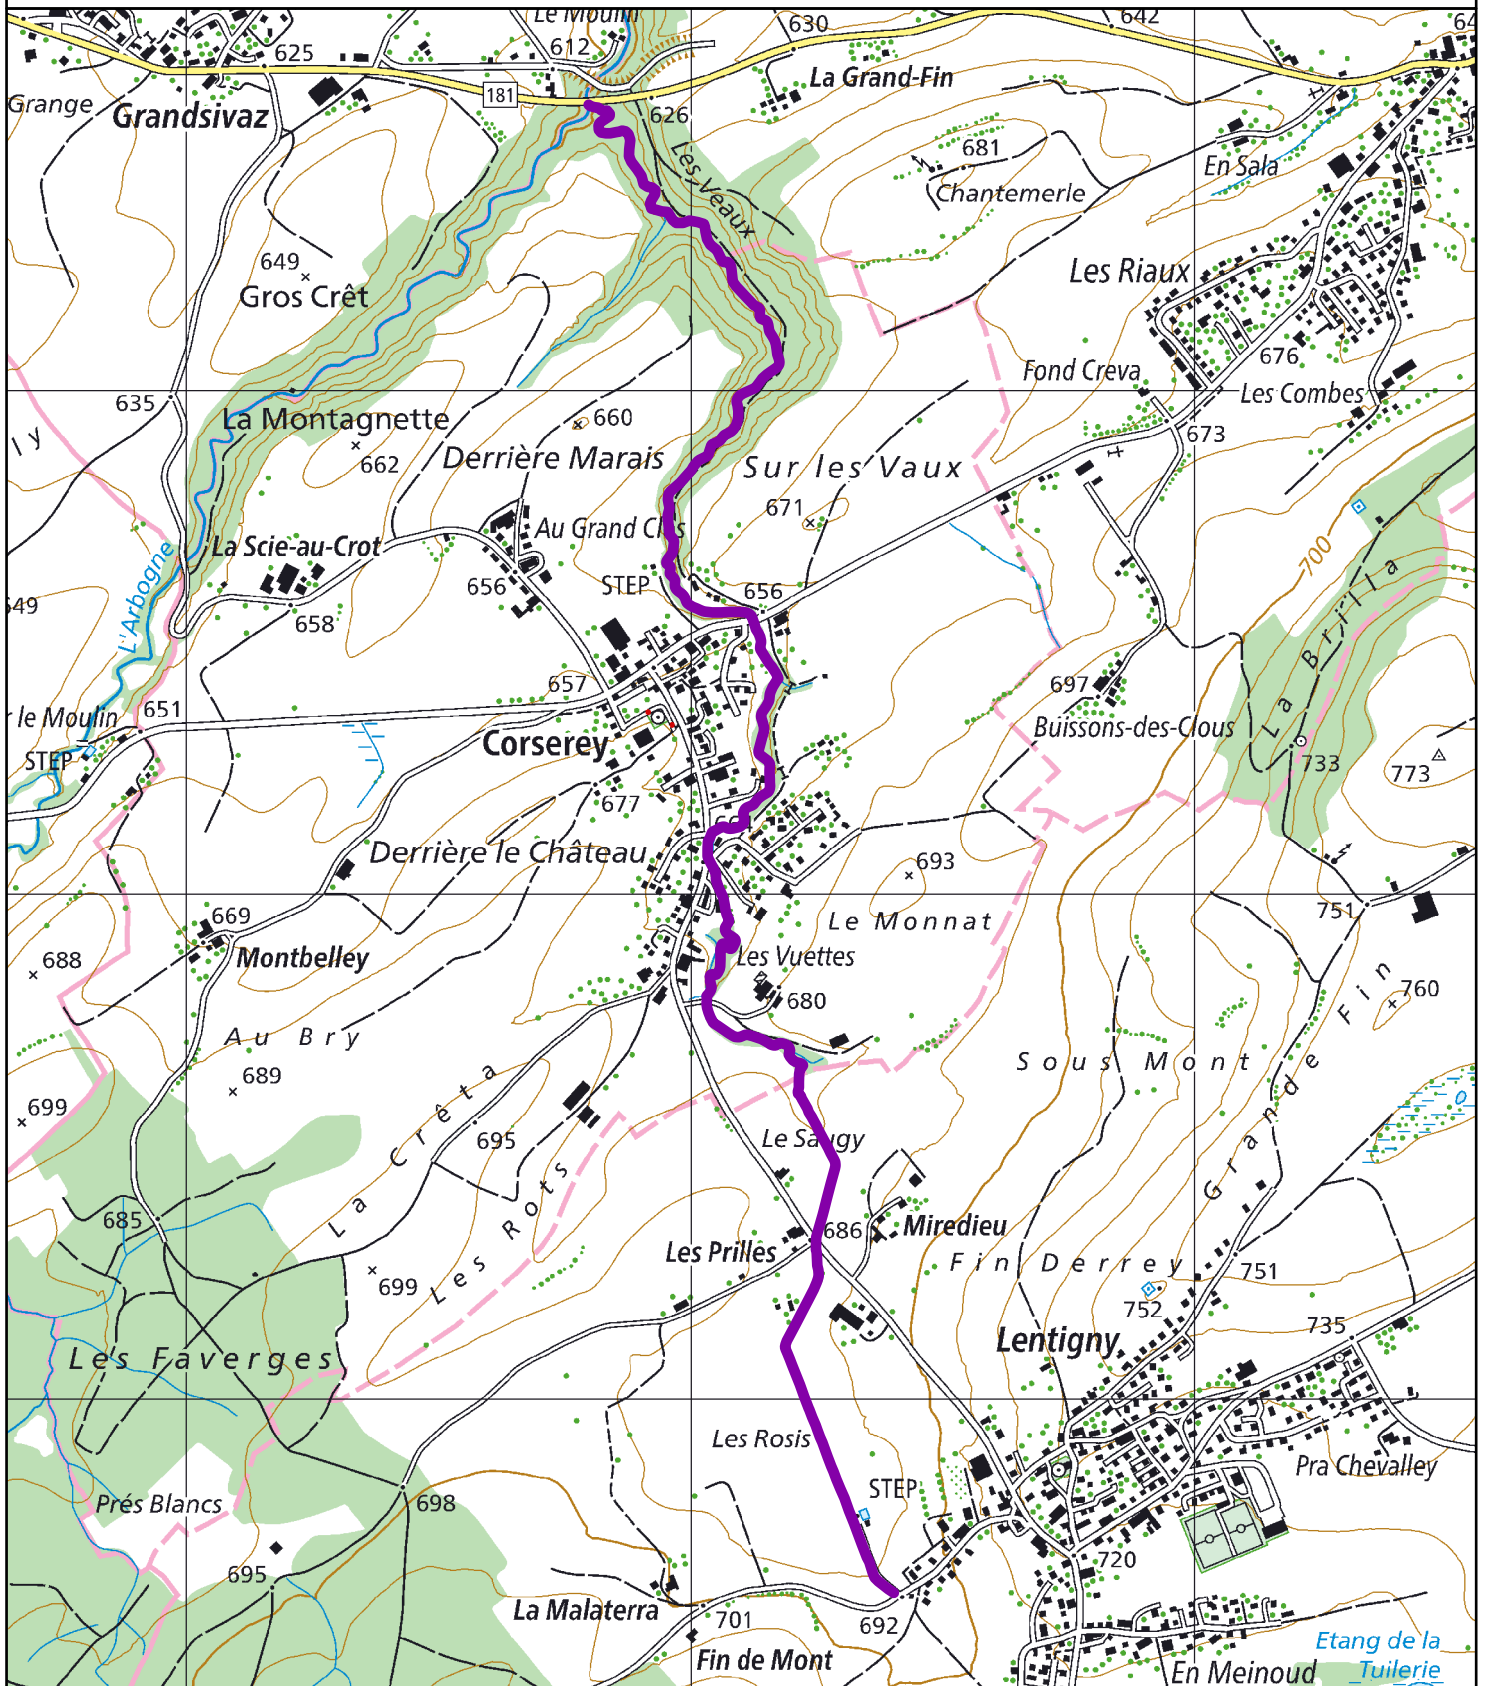 Le Moulin
630
642
64
612
625
La Grand-Fin
181
Grange
Grandsivaz
626
Les Veaux
681
En Sala
Chantemerle
649
Gros Crêt
Les Riaux
676
Fond Creva
Les Combes
635
La Montagnette
660
673
662
Derrière Marais
Sur les Vaux
671
Au Grand Clos
La Scie-au-Crot
700
L'Arbogne
656
STEP
656
649
658
La Brilla
657
697
r le Moulin
651
Buissons-des-Clous
STEP
Corserey
733
773
677
664
Derrière le Château
693
669
Le Monnat
751
688
Montbelley
Les Vuettes
680
760
Au Bry
Sous Mont
Grande Fin
689
699
La Crêta
695
Le Saugy
Les Rots
685
686
Miredieu
Les Prilles
Fin Derrey
751
699
752
735
Les Faverges
Lentigny
Les Rosis
Pra Chevalley
STEP
Prés Blancs
698
720
695
La Malaterra
701
692
Fin de Mont
Etang de la
Tuilerie
En Meinoud